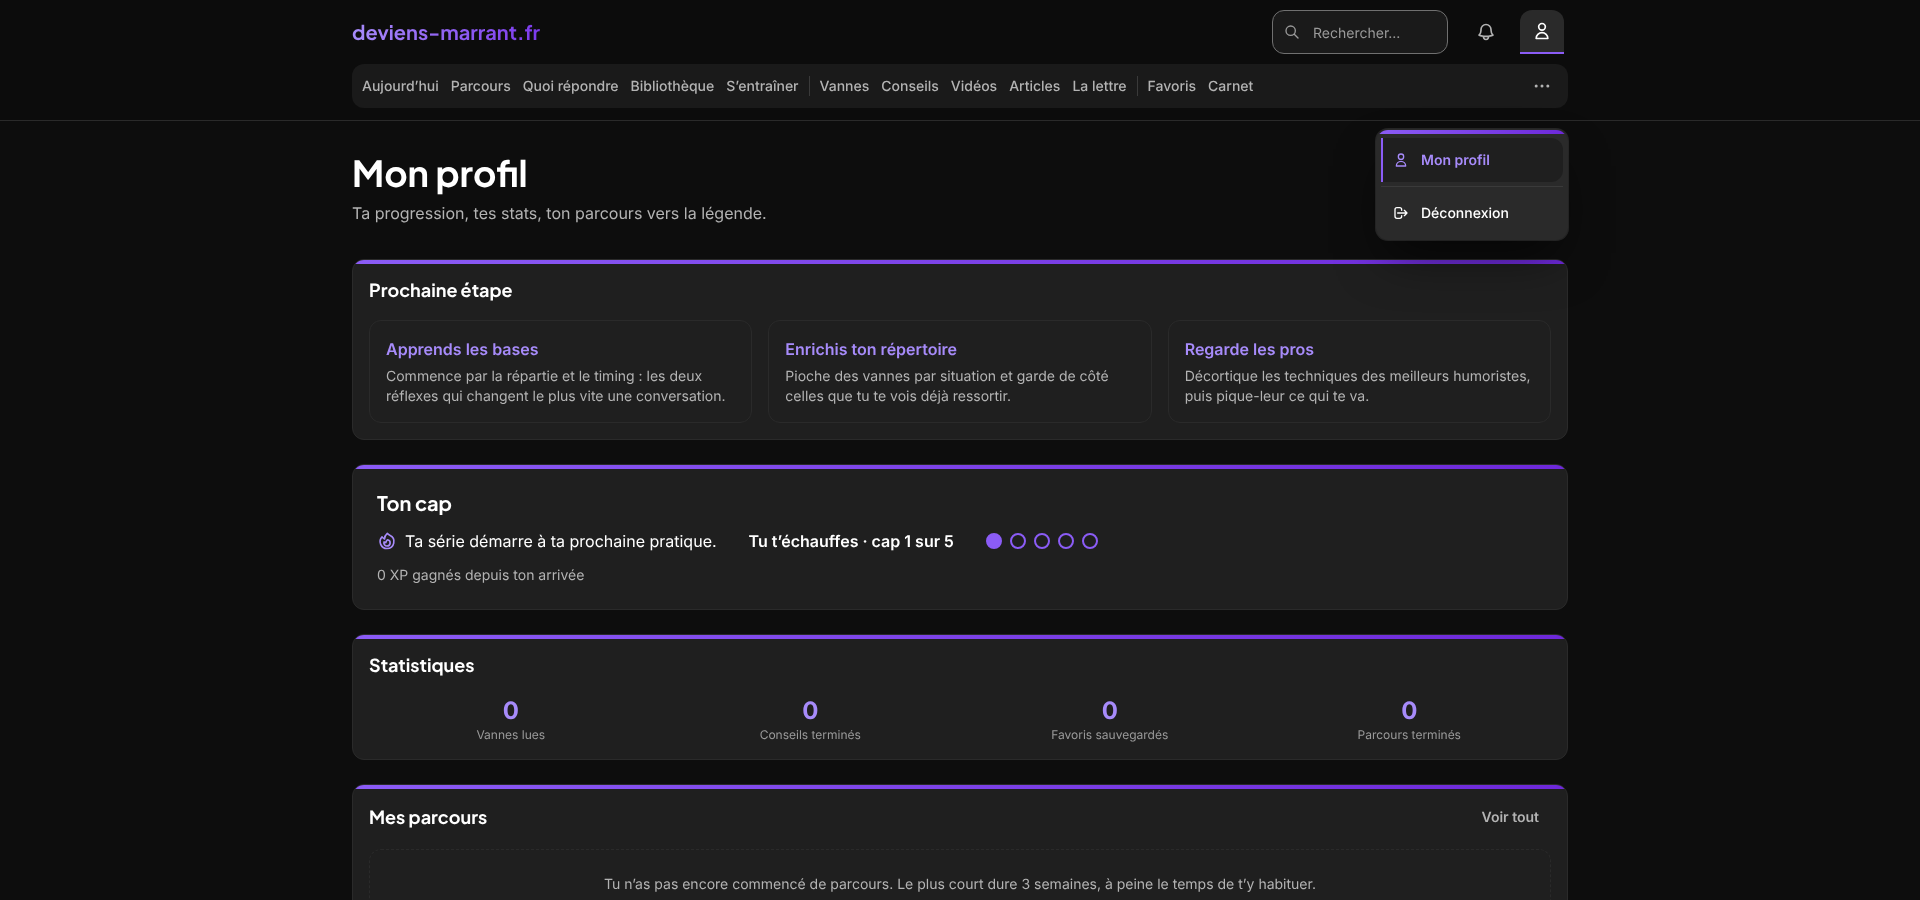 deviens-marrant.fr
Rechercher...
Aujourd’hui Parcours Quoi répondre Bibliothèque S’entraîner Vannes Conseils Vidéos Articles La lettre Favoris Carnet
Mon profil
Déconnexion
Mon profil
Ta progression, tes stats, ton parcours vers la légende.
Prochaine étape
Apprends les bases
Commence par la répartie et le timing : les deux
réflexes qui changent le plus vite une conversation.
Enrichis ton répertoire
Pioche des vannes par situation et garde de côté
celles que tu te vois déjà ressortir.
Regarde les pros
Décortique les techniques des meilleurs humoristes,
puis pique-leur ce qui te va.
Ton cap
Ta série démarre à ta prochaine pratique. Tu t’échauffes · cap 1 sur 5
0 XP gagnés depuis ton arrivée
Statistiques
0
Vannes lues
0
Conseils terminés
0
Favoris sauvegardés
0
Parcours terminés
Mes parcours
Voir tout
Tu n’as pas encore commencé de parcours. Le plus court dure 3 semaines, à peine le temps de t’y habituer.